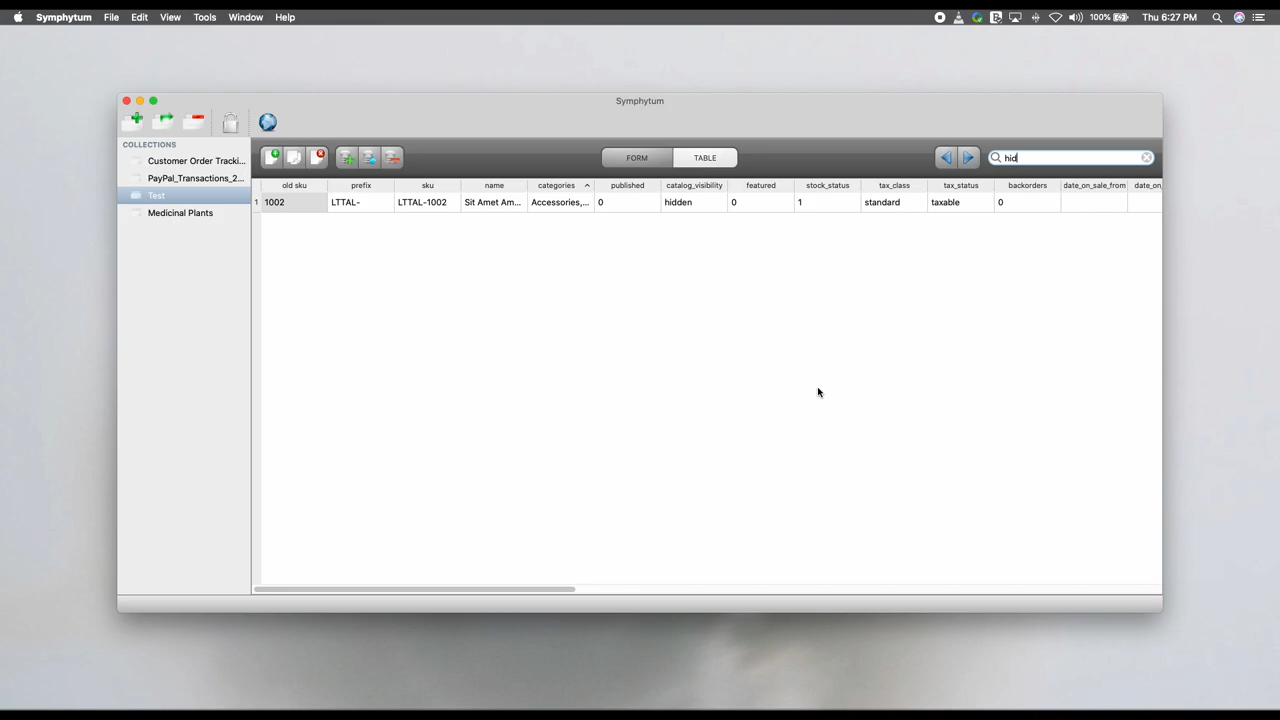 Symphytum File Edit View Tools Window Help 100% Thu 6:27 PM
Symphytum
COLLECTIONS
Customer Order Tracki...
PayPal_Transactions_2...
Test
Medicinal Plants
FORM TABLE hid
old sku prefix sku name categories published catalog_visibility featured stock_status tax_class tax_status backorders date_on_sale_from date_on_
1 1002 LTTAL- LTTAL-1002 Sit Amet Am... Accessories,... 0 hidden 0 1 standard taxable 0